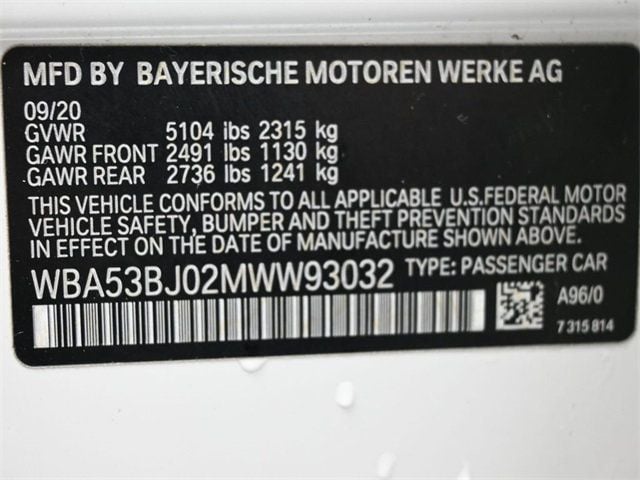 MFD BY BAYERISCHE MOTOREN WERKE AG
09/20
GVWR 5104 lbs 2315 kg
GAWR FRONT 2491 lbs 1130 kg
GAWR REAR 2736 lbs 1241 kg
THIS VEHICLE CONFORMS TO ALL APPLICABLE U.S.FEDERAL MOTOR
VEHICLE SAFETY, BUMPER AND THEFT PREVENTION STANDARDS
IN EFFECT ON THE DATE OF MANUFACTURE SHOWN ABOVE.
WBA53BJ02MWW93032 TYPE: PASSENGER CAR
A96/0
7 315 814